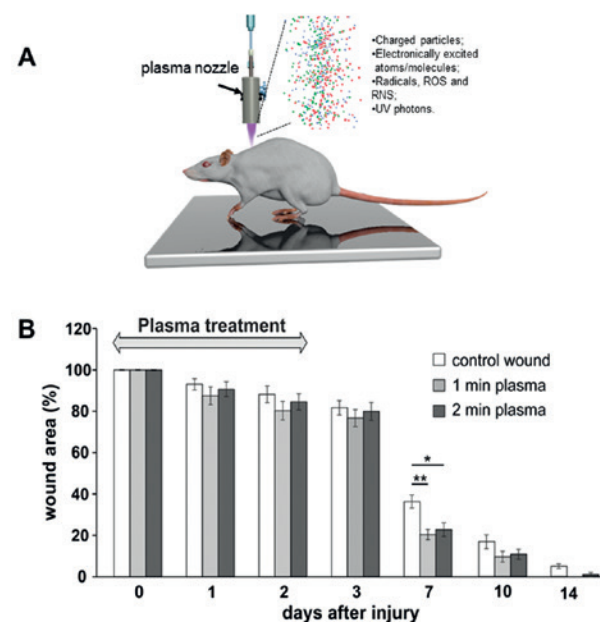 A
plasma nozzle
•Charged particles;
•Electronically excited
atoms/molecules;
•Radicals, ROS and
RNS;
•UV photons.
B
Plasma treatment
120
100
80
60
40
20
0
wound area (%)
control wound
1 min plasma
2 min plasma
*
**
0 1 2 3 7 10 14
days after injury